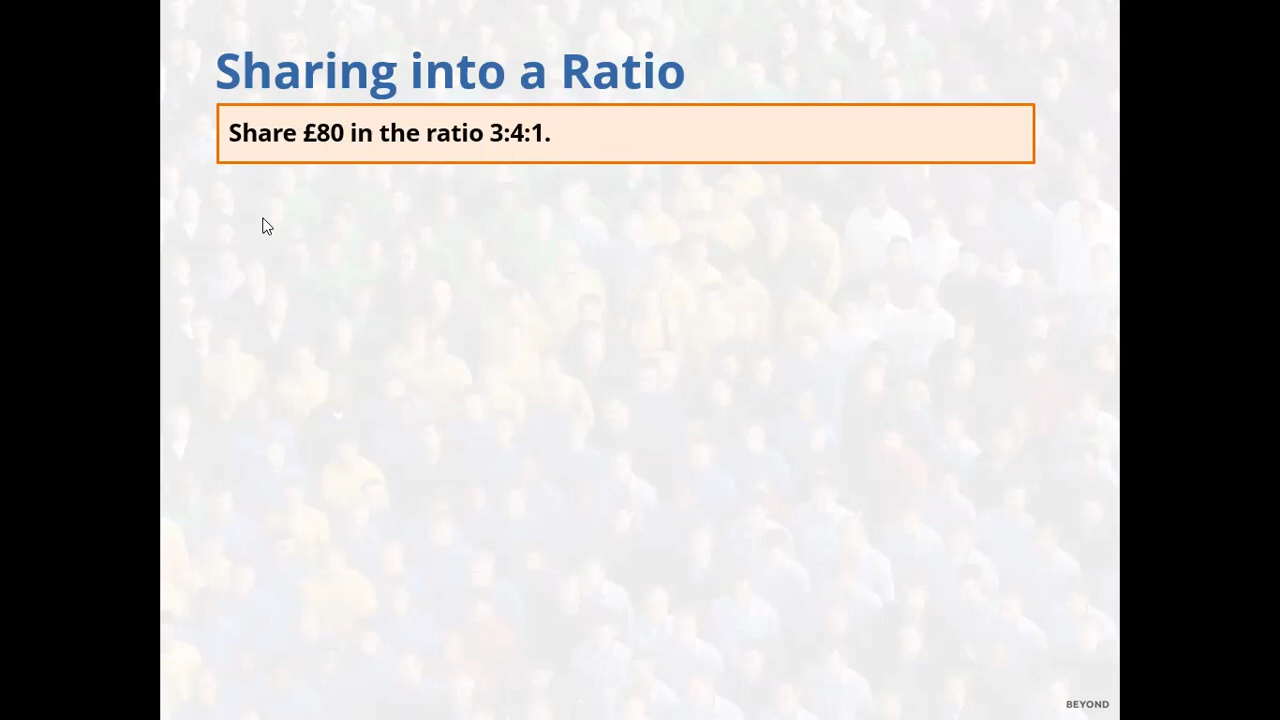 Sharing into a Ratio
Share £80 in the ratio 3:4:1.
BEYOND